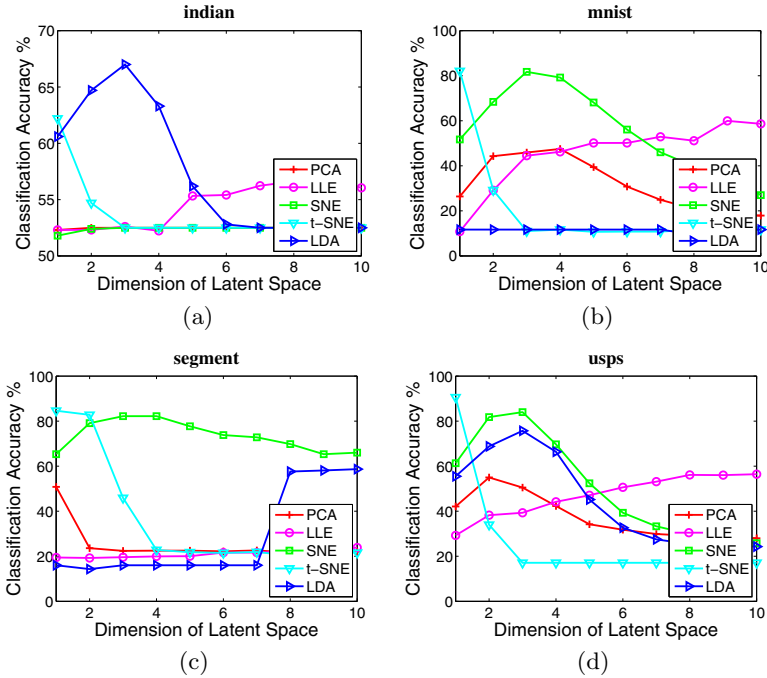 indian
Classification Accuracy %
70
65
60
55
50
2
4
6
8
10
PCA
LLE
SNE
t-SNE
LDA
Dimension of Latent Space
(a)
mnist
Classification Accuracy %
100
80
60
40
20
0
2
4
6
8
10
PCA
LLE
SNE
t-SNE
LDA
Dimension of Latent Space
(b)
segment
Classification Accuracy %
100
80
60
40
20
0
2
4
6
8
10
PCA
LLE
SNE
t-SNE
LDA
Dimension of Latent Space
(c)
usps
Classification Accuracy %
100
80
60
40
20
0
2
4
6
8
10
PCA
LLE
SNE
t-SNE
LDA
Dimension of Latent Space
(d)